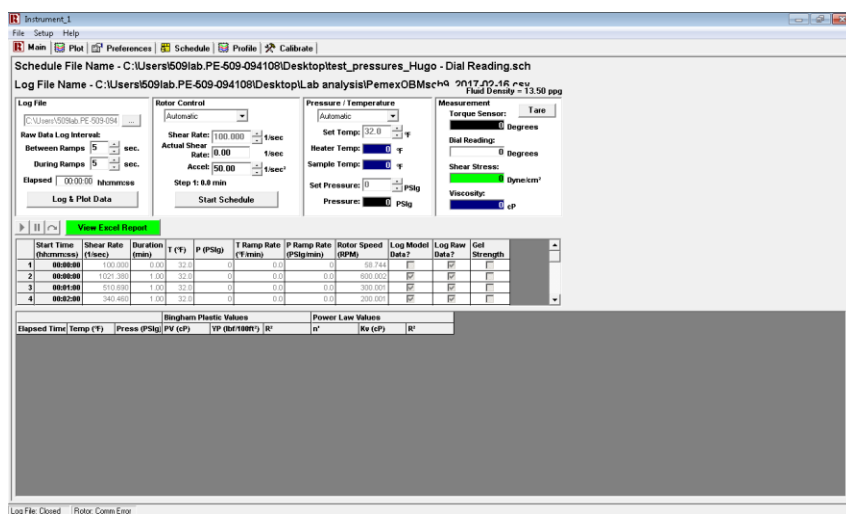 R Instrument_1
File Setup Help
R Main Plot Preferences Schedule Profile Calibrate
Schedule File Name - C:\Users\509lab.PE-509-094108\Desktop\test_pressures_Hugo - Dial Reading.sch
Log File Name - C:\Users\509lab.PE-509-094108\Desktop\Lab analysis\PemexOBMsch9_2017-02-16.csv
Fluid Density = 13.50 ppg
Log File
C:\Users\509lab.PE-509-094 ...
Raw Data Log Interval:
Between Ramps 5 sec.
During Ramps 5 sec.
Elapsed 00:00:00 hh:mm:ss
Log & Plot Data
Rotor Control
Automatic
Shear Rate: 100.000 1/sec
Actual Shear
Rate: 0.00 1/sec
Accel: 50.00 1/sec²
Step 1: 0.0 min
Start Schedule
Pressure / Temperature
Automatic
Set Temp: 32.0 °F
Heater Temp: 0 °F
Sample Temp: 0 °F
Set Pressure: 0 PSIg
Pressure: 0 PSIg
Measurement
Torque Sensor: Tare
0 Degrees
Dial Reading:
0 Degrees
Shear Stress:
0 Dyne/cm²
Viscosity:
0 cP
View Excel Report
Start Time Shear Rate Duration T (°F) P (PSIg) T Ramp Rate P Ramp Rate Rotor Speed Log Model Log Raw Gel
(hh:mm:ss) (1/sec) (min) (°F/min) (PSIg/min) (RPM) Data? Data? Strength
1 00:00:00 100.000 0.00 32.0 0 0.0 0.0 58.744
2 00:00:00 1021.380 1.00 32.0 0 0.0 0.0 600.002
3 00:01:00 510.690 1.00 32.0 0 0.0 0.0 300.001
4 00:02:00 340.460 1.00 32.0 0 0.0 0.0 200.001
Bingham Plastic Values Power Law Values
Elapsed Time Temp (°F) Press (PSIg) PV (cP) YP (lbf/100ft²) R² n' Kv (cP) R²
Log File: Closed Rotor: Comm Error